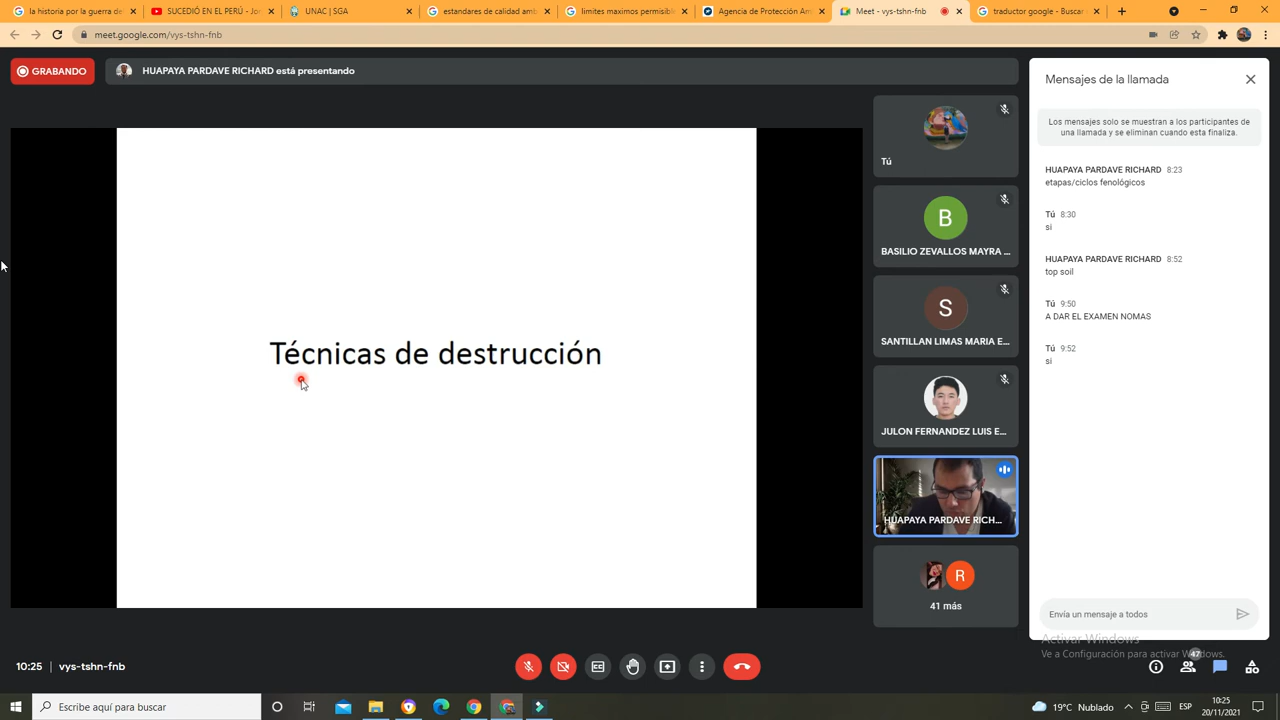 la historia por la guerra de
SUCEDIÓ EN EL PERÚ - Jo
UNAC | SGA
estandares de calidad amb
limites maximos permisible
Agencia de Protección Am
Meet - vys-tshn-fnb
traductor google - Buscar
meet.google.com/vys-tshn-fnb
GRABANDO
HUAPAYA PARDAVE RICHARD está presentando
Técnicas de destrucción
Tú
BASILIO ZEVALLOS MAYRA ...
B
SANTILLAN LIMAS MARIA E...
S
JULON FERNANDEZ LUIS E...
HUAPAYA PARDAVE RICH...
R
41 más
Mensajes de la llamada
Los mensajes solo se muestran a los participantes de
una llamada y se eliminan cuando esta finaliza.
HUAPAYA PARDAVE RICHARD 8:23
etapas/ciclos fenológicos
Tú 8:30
si
HUAPAYA PARDAVE RICHARD 8:52
top soil
Tú 9:50
A DAR EL EXAMEN NOMAS
Tú 9:52
si
Envía un mensaje a todos
Activar Windows
Ve a Configuración para activar Windows.
10:25 | vys-tshn-fnb
47
Escribe aquí para buscar
19°C Nublado
ESP
10:25
20/11/2021